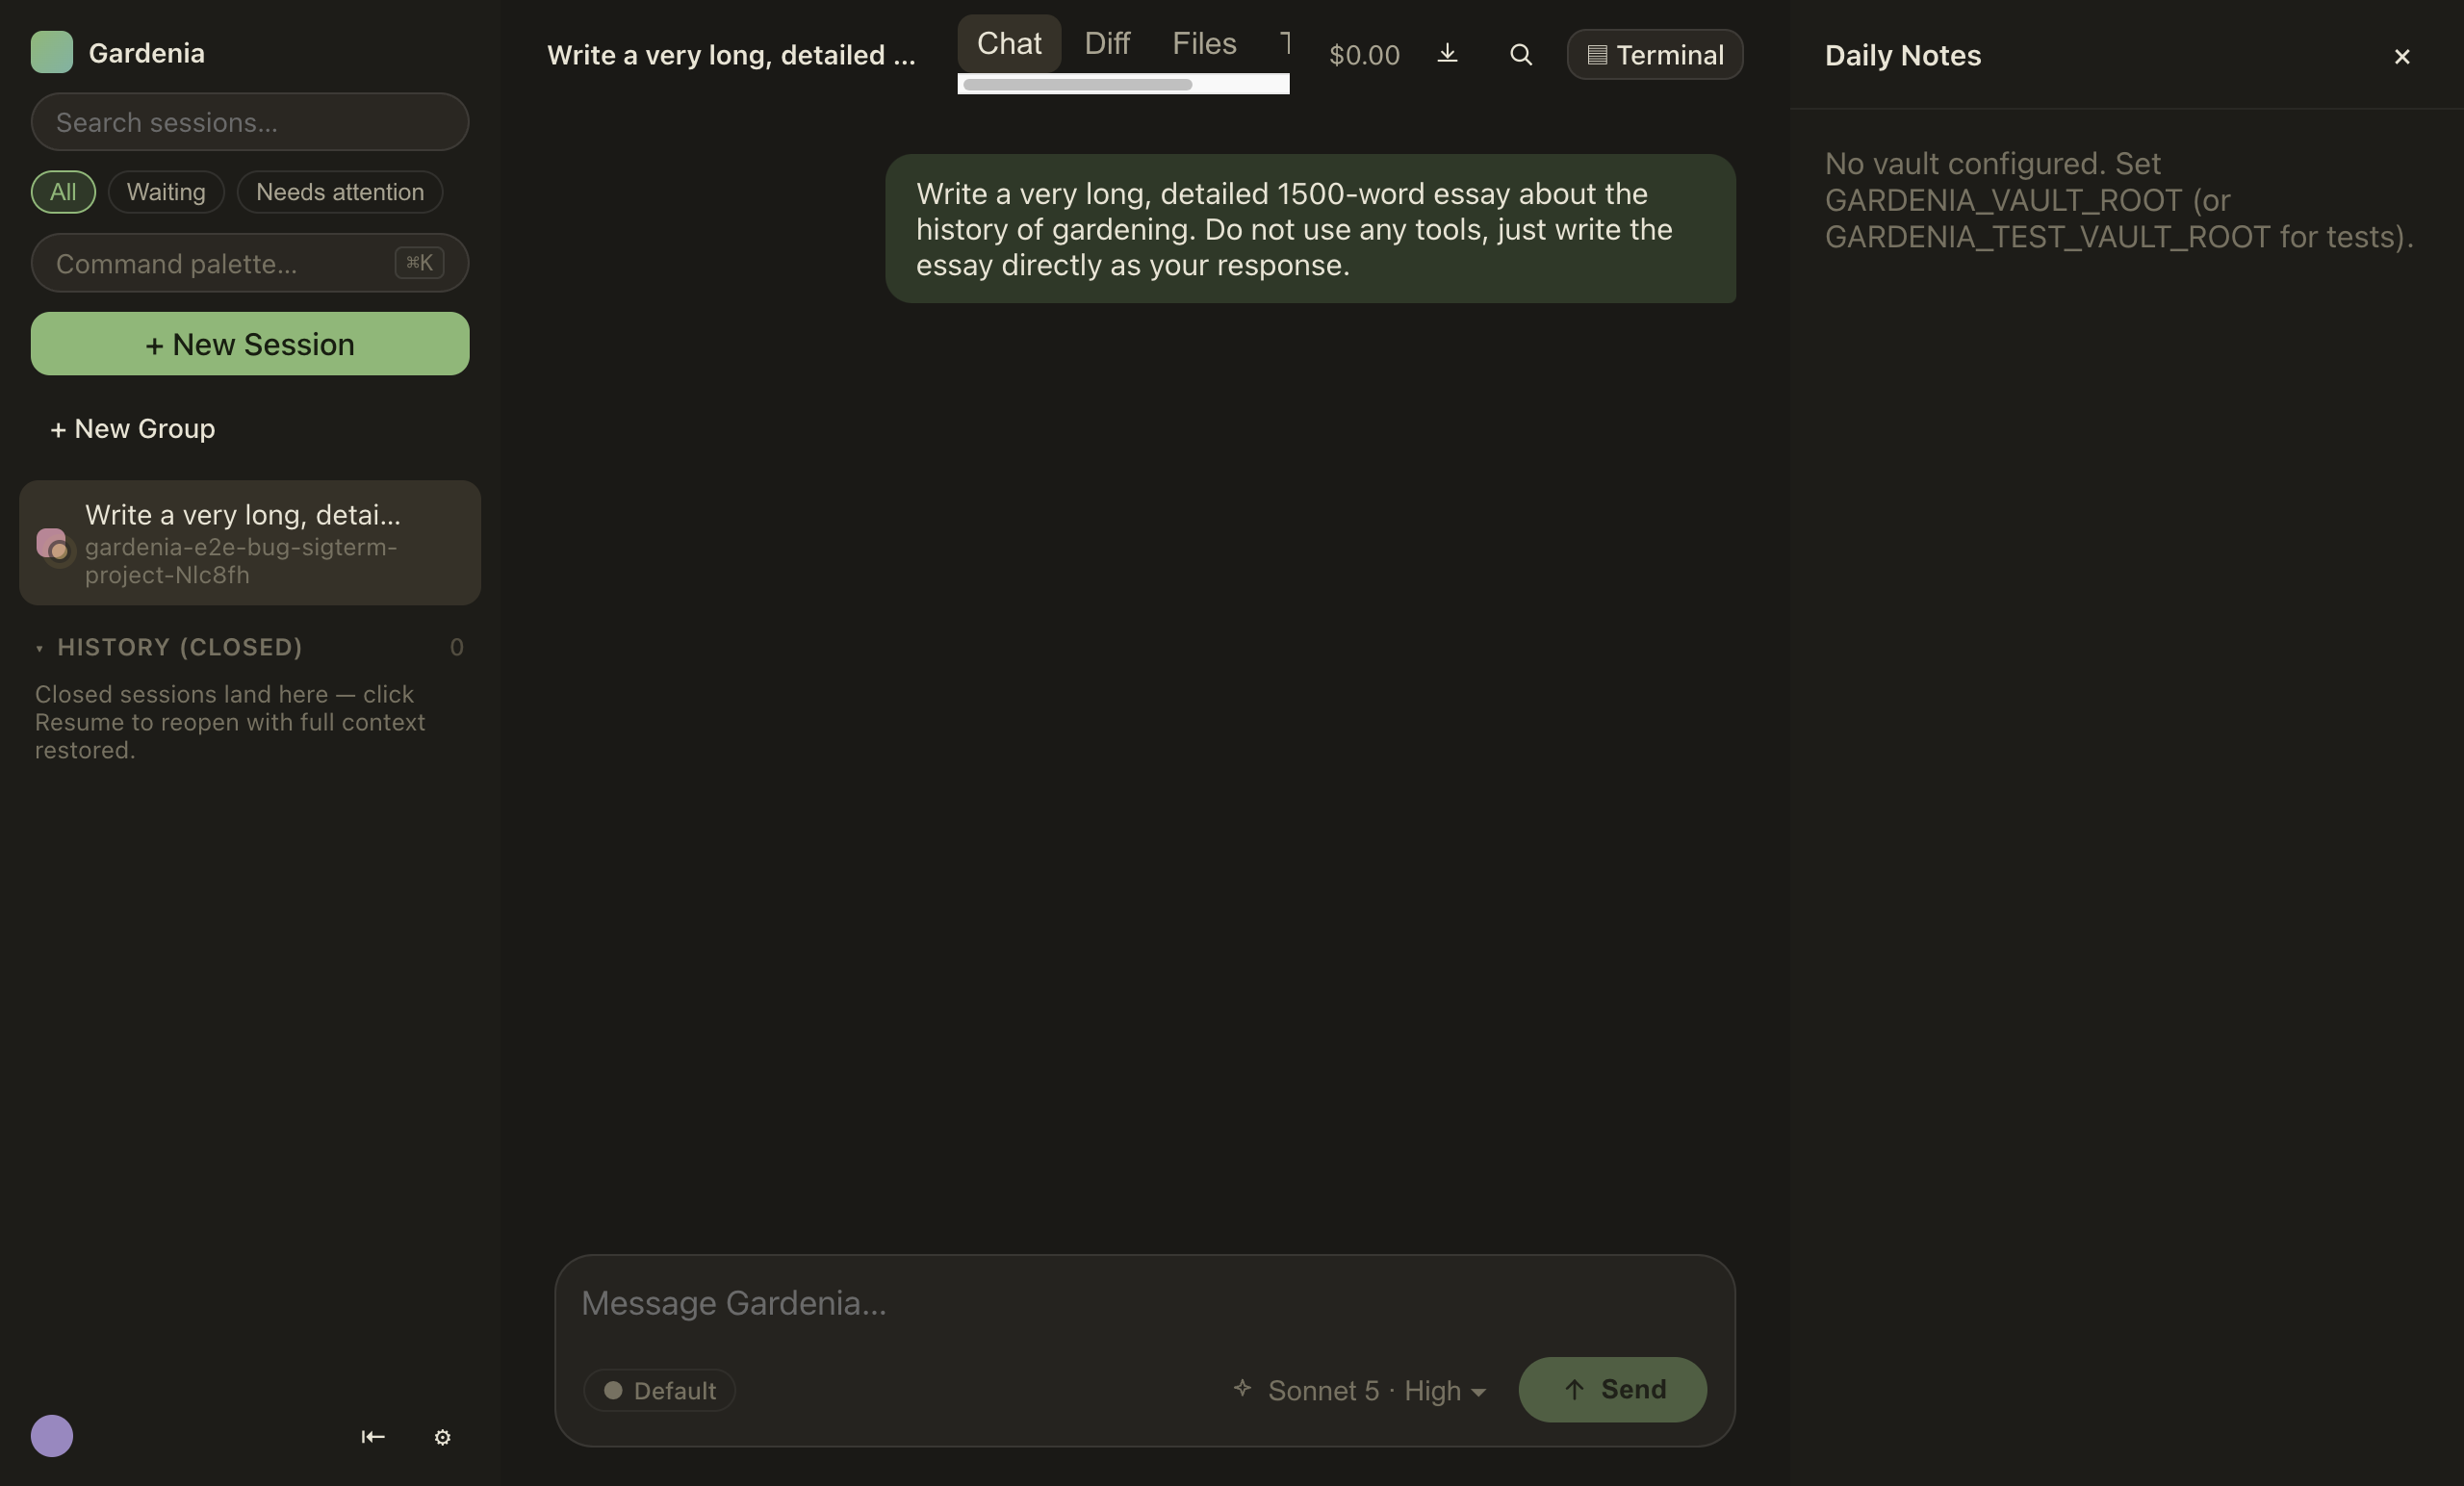 Gardenia
Search sessions...
All
Waiting
Needs attention
Command palette...
⌘K
+ New Session
+ New Group
Write a very long, detai...
gardenia-e2e-bug-sigterm-
project-Nlc8fh
HISTORY (CLOSED)
0
Closed sessions land here — click
Resume to reopen with full context
restored.
Write a very long, detailed ...
Chat
Diff
Files
$0.00
Terminal
Write a very long, detailed 1500-word essay about the
history of gardening. Do not use any tools, just write the
essay directly as your response.
Message Gardenia...
Default
Sonnet 5 · High
Send
Daily Notes
No vault configured. Set
GARDENIA_VAULT_ROOT (or
GARDENIA_TEST_VAULT_ROOT for tests).